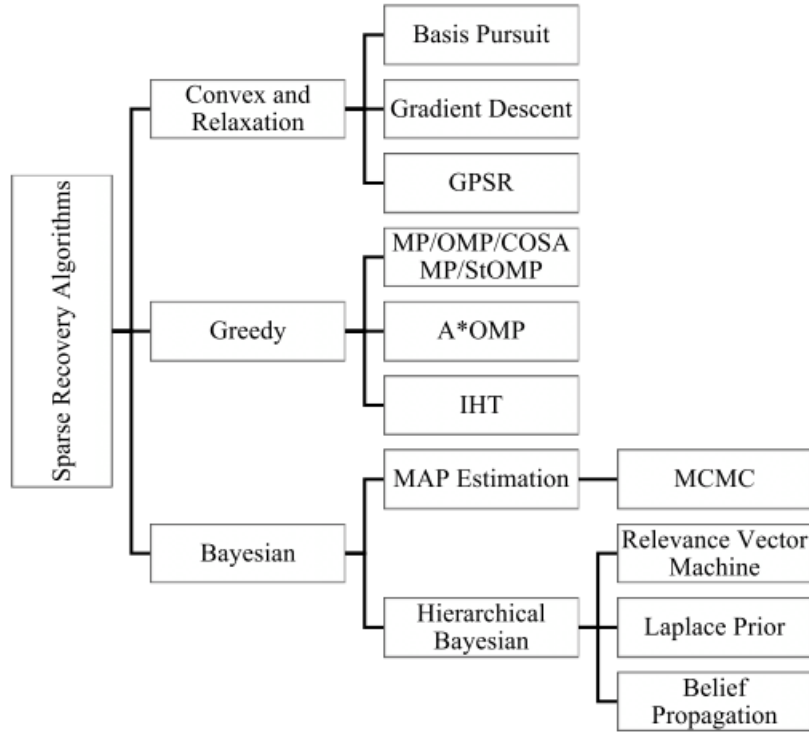 Sparse Recovery Algorithms
Convex and
Relaxation
Basis Pursuit
Gradient Descent
GPSR
Greedy
MP/OMP/COSA
MP/StOMP
A*OMP
IHT
Bayesian
MAP Estimation
MCMC
Hierarchical
Bayesian
Relevance Vector
Machine
Laplace Prior
Belief
Propagation